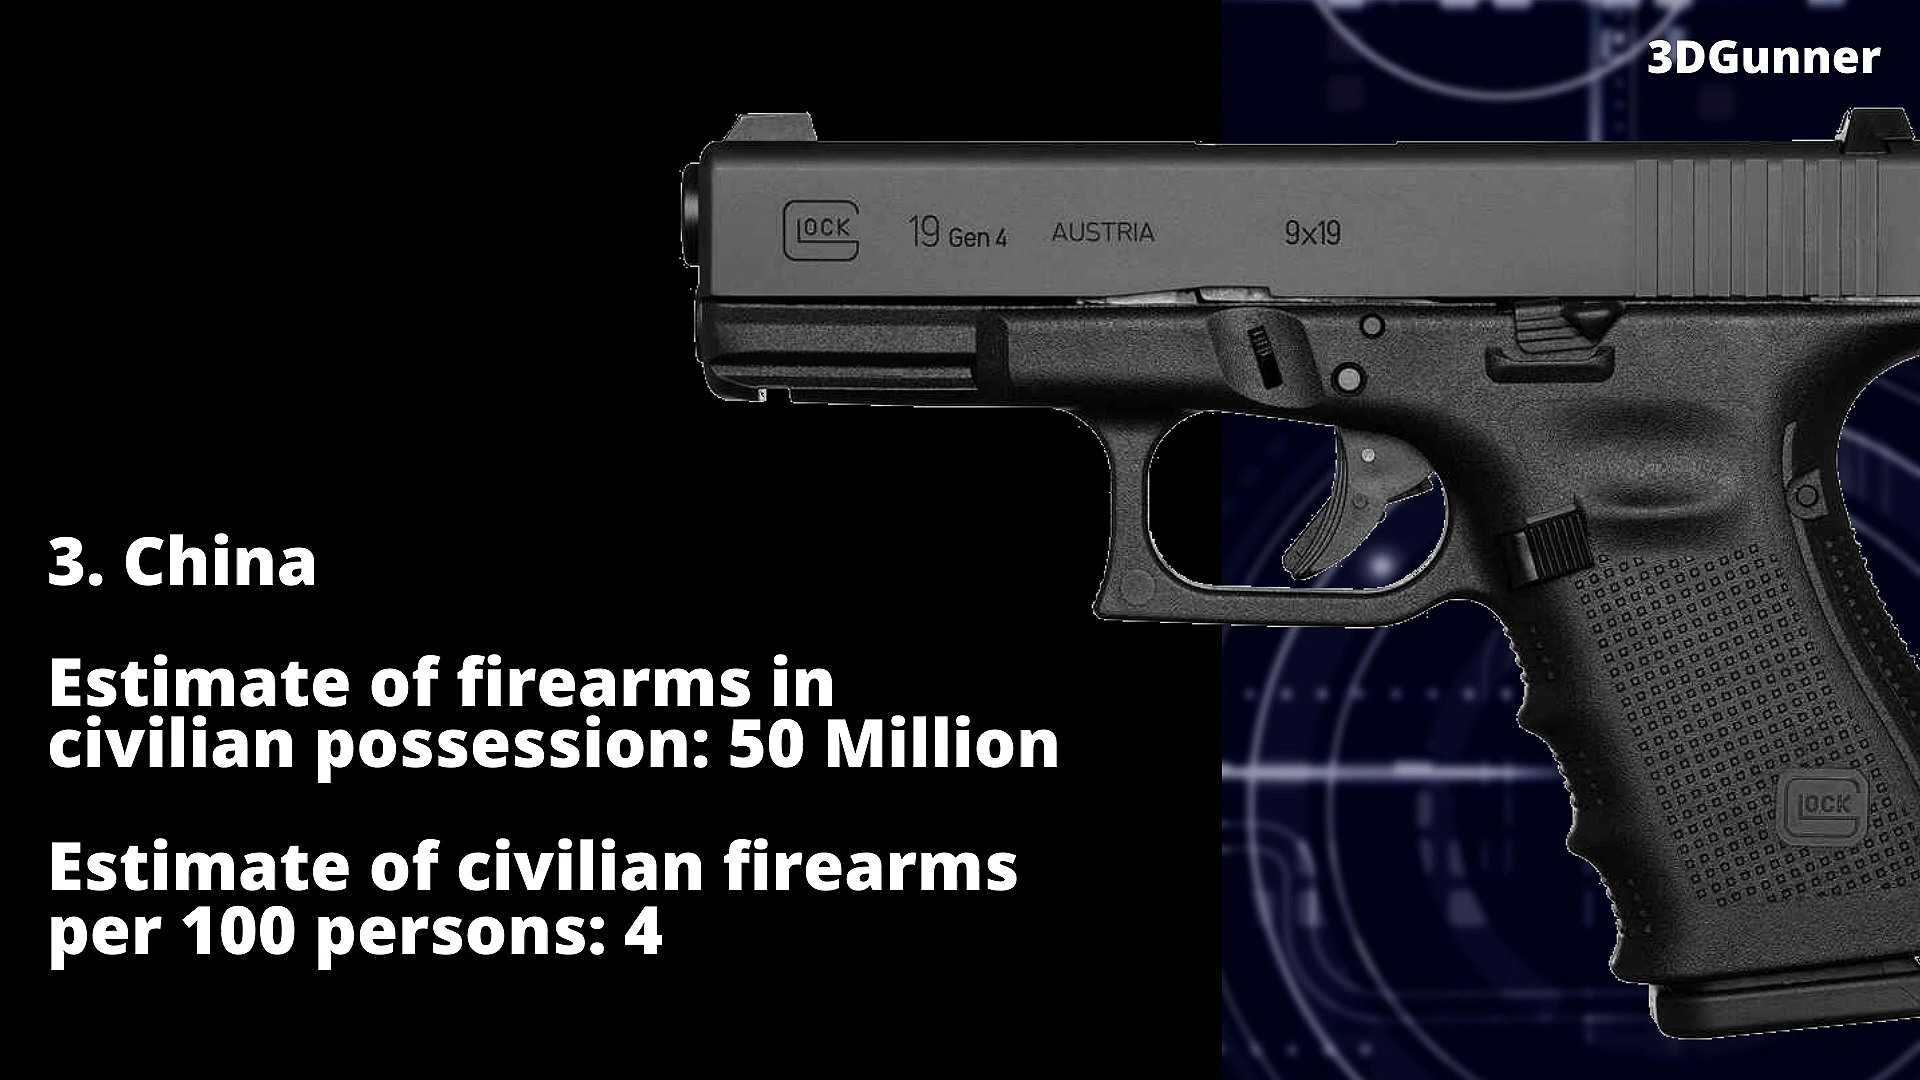 3DGunner
GLOCK 19 Gen 4 AUSTRIA 9x19
3. China
Estimate of firearms in
civilian possession: 50 Million
Estimate of civilian firearms
per 100 persons: 4
GLOCK